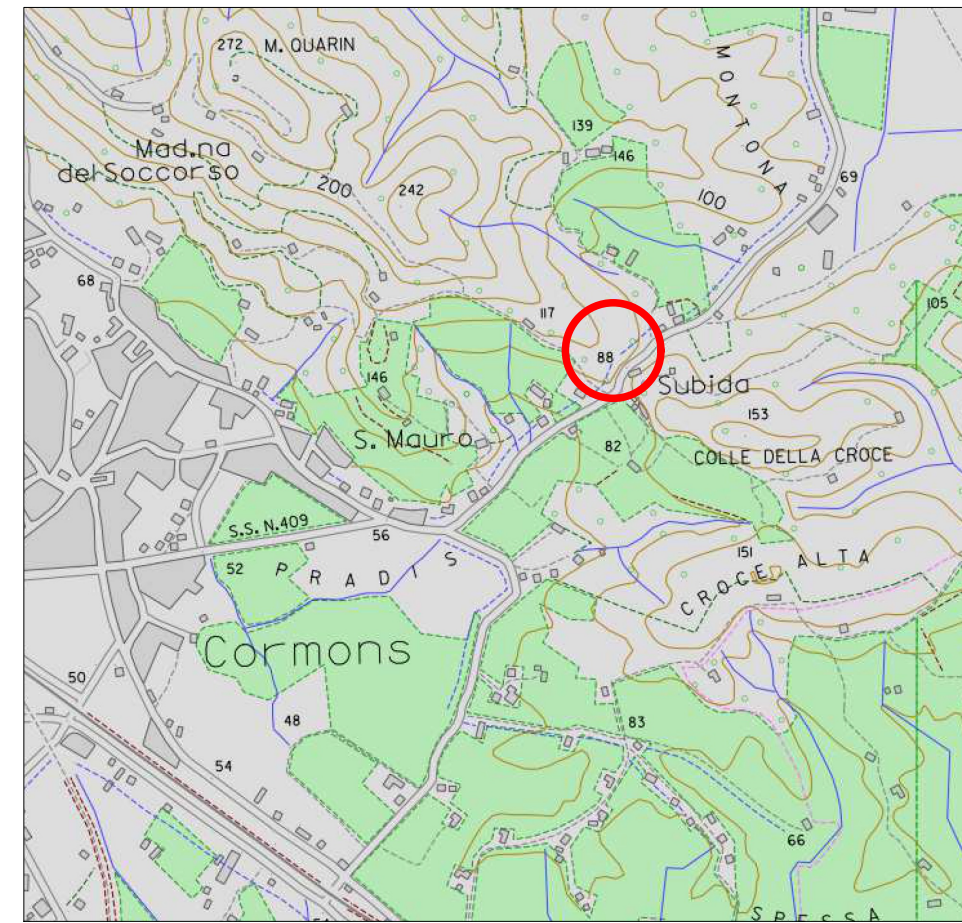 272 M. QUARIN
MONTONA
139
146
Mad.na
del Soccorso
200
242
100
69
68
117
88
105
146
Subida
153
S. Mauro
82
COLLE DELLA CROCE
S.S. N.409
56
151
52
PRADIS
CROCE ALTA
Cormons
50
48
83
54
66
SPESSA